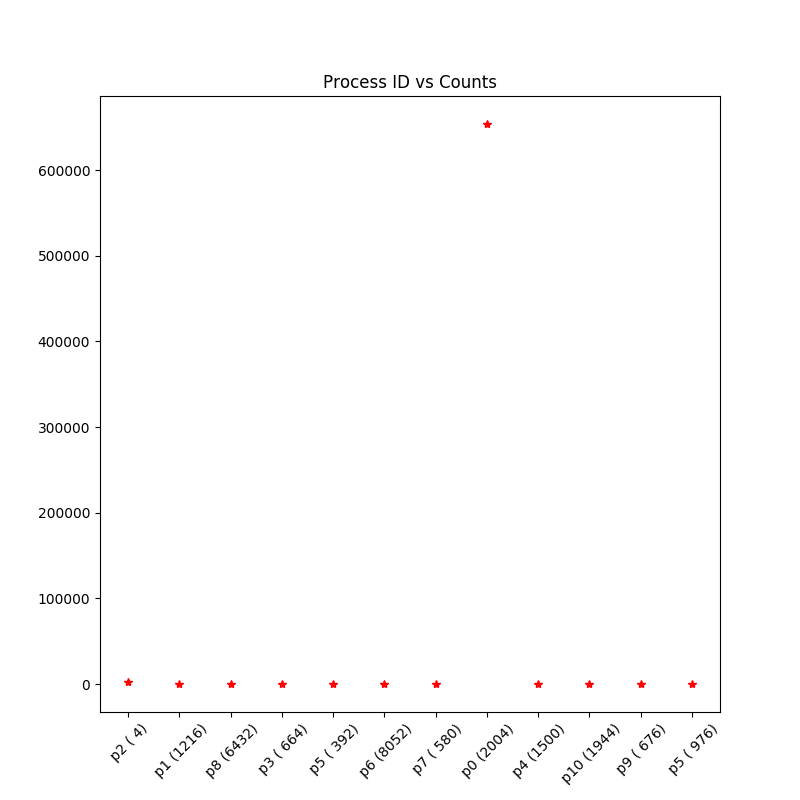 Process ID vs Counts
600000
500000
400000
300000
200000
100000
0
p2 ( 4)
p1 (1216)
p8 (6432)
p3 ( 664)
p5 ( 392)
p6 (8052)
p7 ( 580)
p0 (2004)
p4 (1500)
p10 (1944)
p9 ( 676)
p5 ( 976)